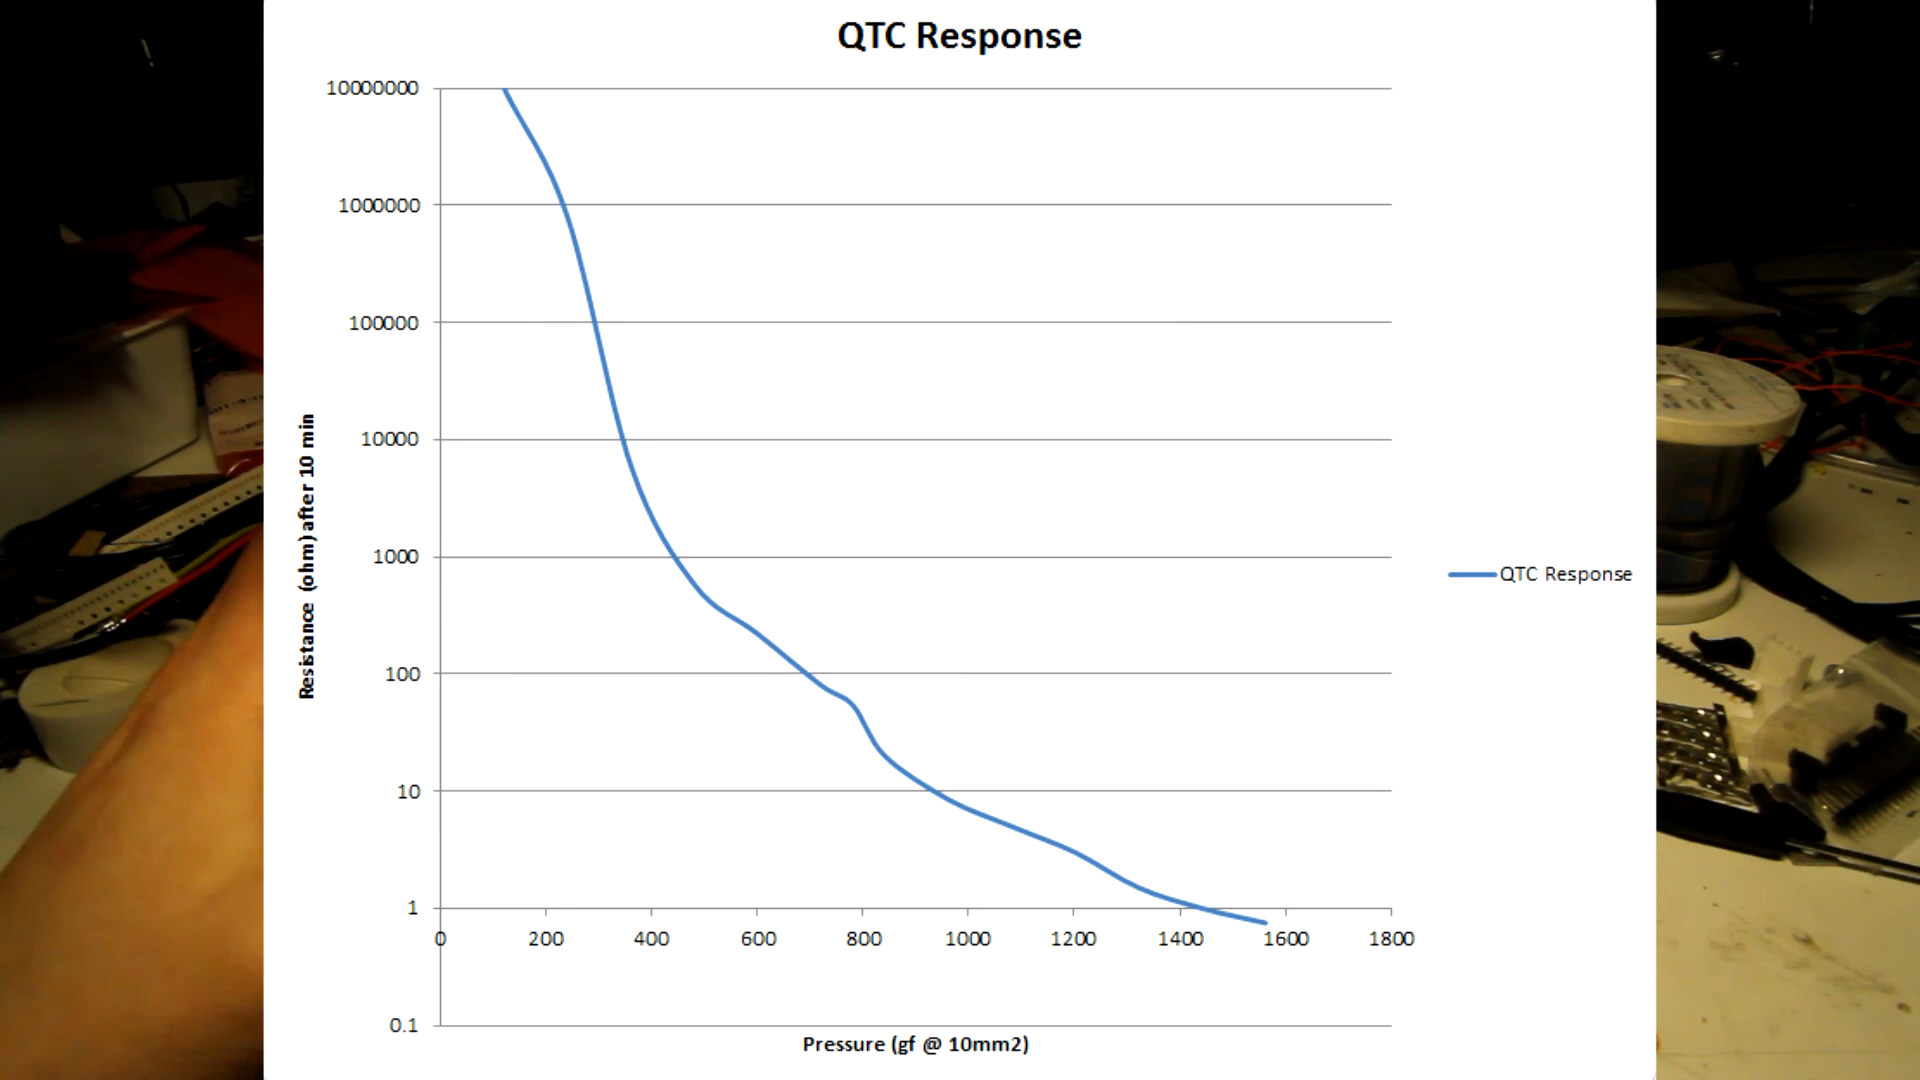 QTC Response
10000000
1000000
100000
10000
1000
100
10
1
0.1
Resistance (ohm) after 10 min
0 200 400 600 800 1000 1200 1400 1600 1800
Pressure (gf @ 10mm2)
QTC Response